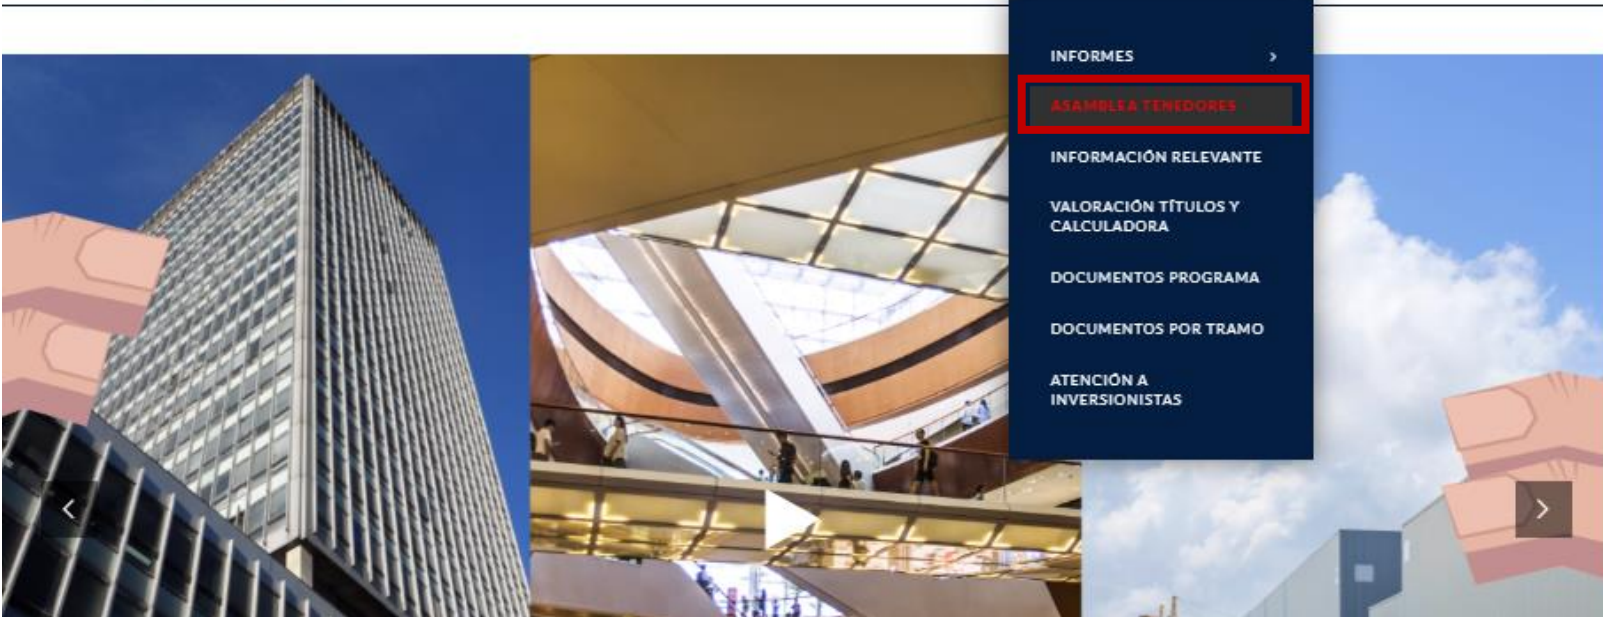 INFORMES
ASAMBLEA TENEDORES
INFORMACIÓN RELEVANTE
VALORACIÓN TÍTULOS Y
CALCULADORA
DOCUMENTOS PROGRAMA
DOCUMENTOS POR TRAMO
ATENCIÓN A
INVERSIONISTAS